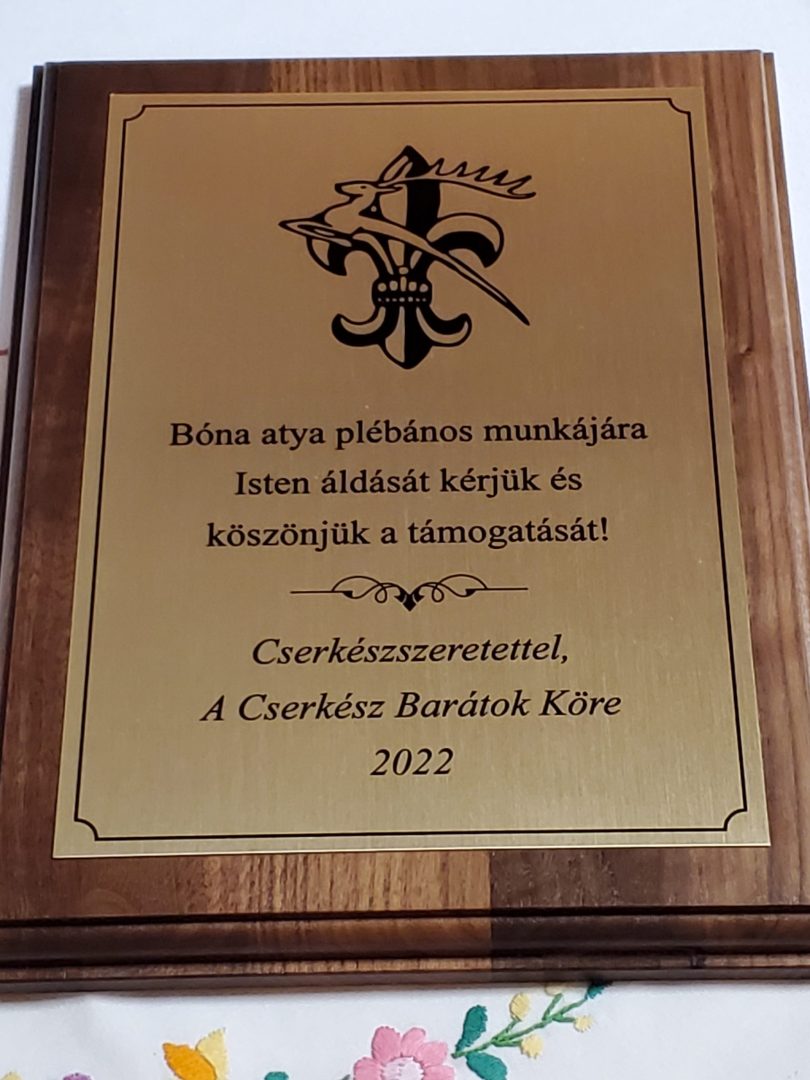 Bóna atya plébános munkájára
Isten áldását kérjük és
köszönjük a támogatását!
Cserkészszeretettel,
A Cserkész Barátok Köre
2022